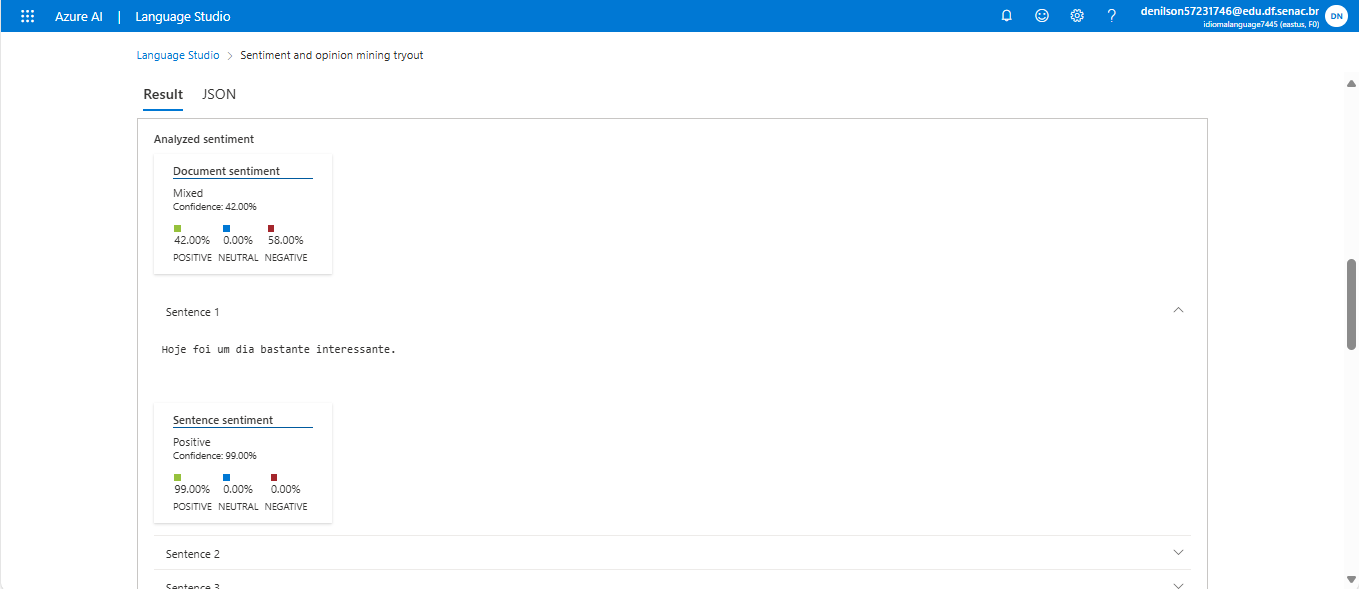 Azure AI | Language Studio
denilson57231746@edu.df.senac.br
idiomalanguage7445 (eastus, F0)
DN
Language Studio > Sentiment and opinion mining tryout
Result JSON
Analyzed sentiment
Document sentiment
Mixed
Confidence: 42.00%
42.00% 0.00% 58.00%
POSITIVE NEUTRAL NEGATIVE
Sentence 1
Hoje foi um dia bastante interessante.
Sentence sentiment
Positive
Confidence: 99.00%
99.00% 0.00% 0.00%
POSITIVE NEUTRAL NEGATIVE
Sentence 2
Sentence 3